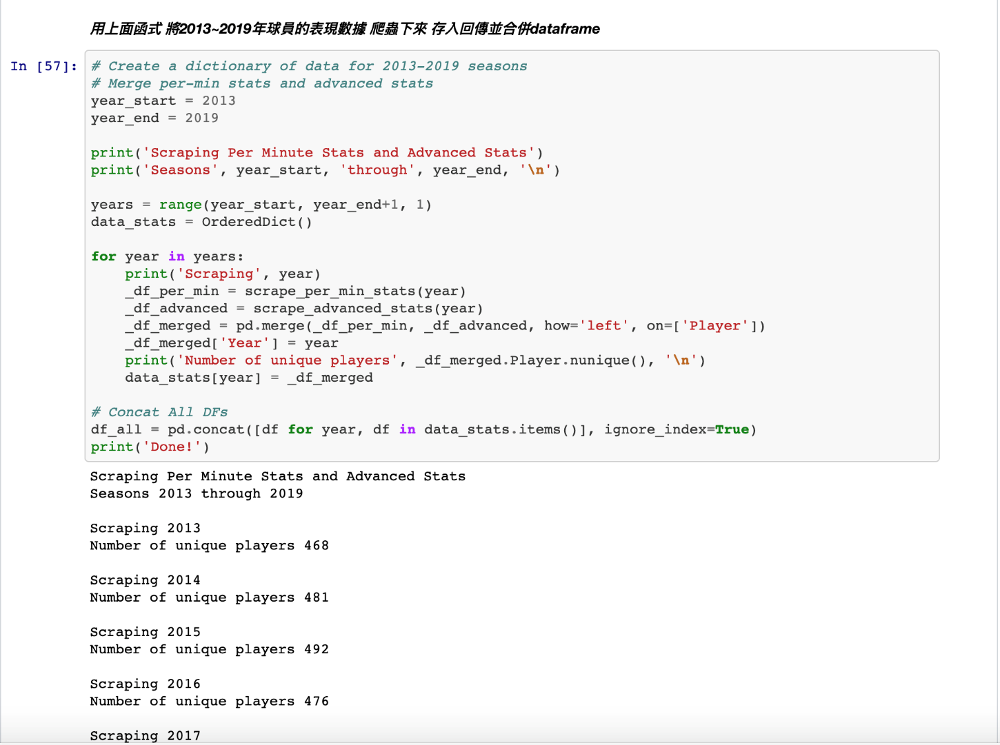 用上面函式 將2013~2019年球員的表現數據 爬蟲下來 存入回傳並合併dataframe
In [57]:
# Create a dictionary of data for 2013-2019 seasons
# Merge per-min stats and advanced stats
year_start = 2013
year_end = 2019

print('Scraping Per Minute Stats and Advanced Stats')
print('Seasons', year_start, 'through', year_end, '\n')

years = range(year_start, year_end+1, 1)
data_stats = OrderedDict()

for year in years:
    print('Scraping', year)
    _df_per_min = scrape_per_min_stats(year)
    _df_advanced = scrape_advanced_stats(year)
    _df_merged = pd.merge(_df_per_min, _df_advanced, how='left', on=['Player'])
    _df_merged['Year'] = year
    print('Number of unique players', _df_merged.Player.nunique(), '\n')
    data_stats[year] = _df_merged

# Concat All DFs
df_all = pd.concat([df for year, df in data_stats.items()], ignore_index=True)
print('Done!')
Scraping Per Minute Stats and Advanced Stats
Seasons 2013 through 2019

Scraping 2013
Number of unique players 468

Scraping 2014
Number of unique players 481

Scraping 2015
Number of unique players 492

Scraping 2016
Number of unique players 476

Scraping 2017